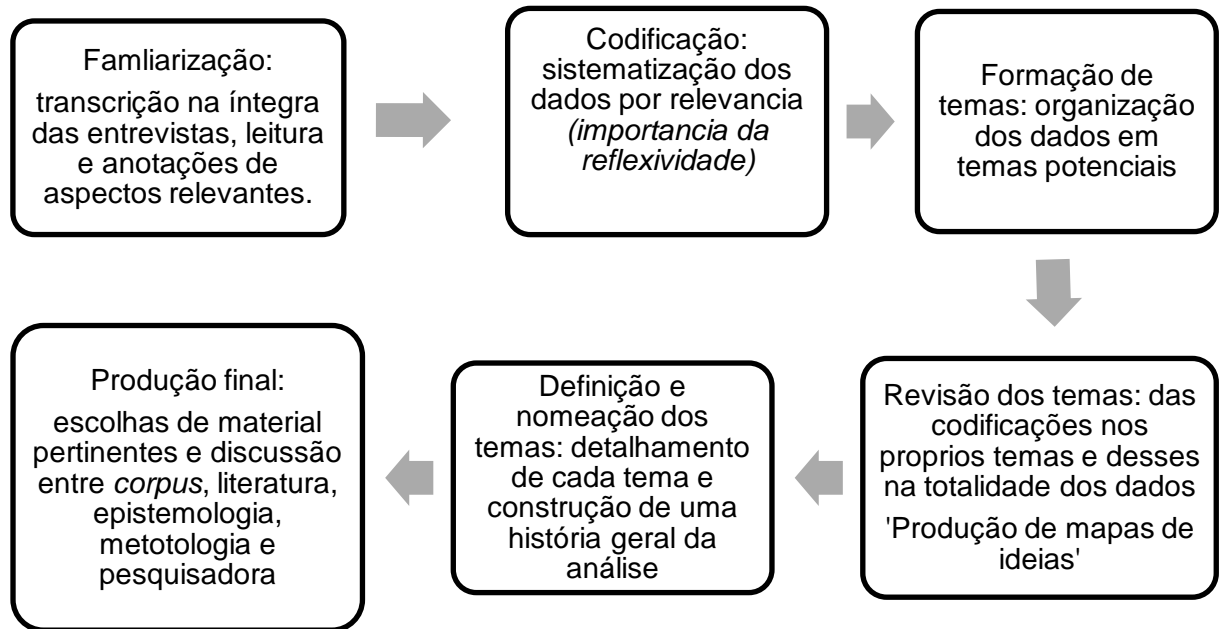 Famliarização:
transcrição na íntegra
das entrevistas, leitura
e anotações de
aspectos relevantes.
Codificação:
sistematização dos
dados por relevancia
(importancia da
reflexividade)
Formação de
temas: organização
dos dados em
temas potenciais
Revisão dos temas: das
codificações nos
proprios temas e desses
na totalidade dos dados
'Produção de mapas de
ideias'
Definição e
nomeação dos
temas: detalhamento
de cada tema e
construção de uma
história geral da
análise
Produção final:
escolhas de material
pertinentes e discussão
entre corpus, literatura,
epistemologia,
metotologia e
pesquisadora